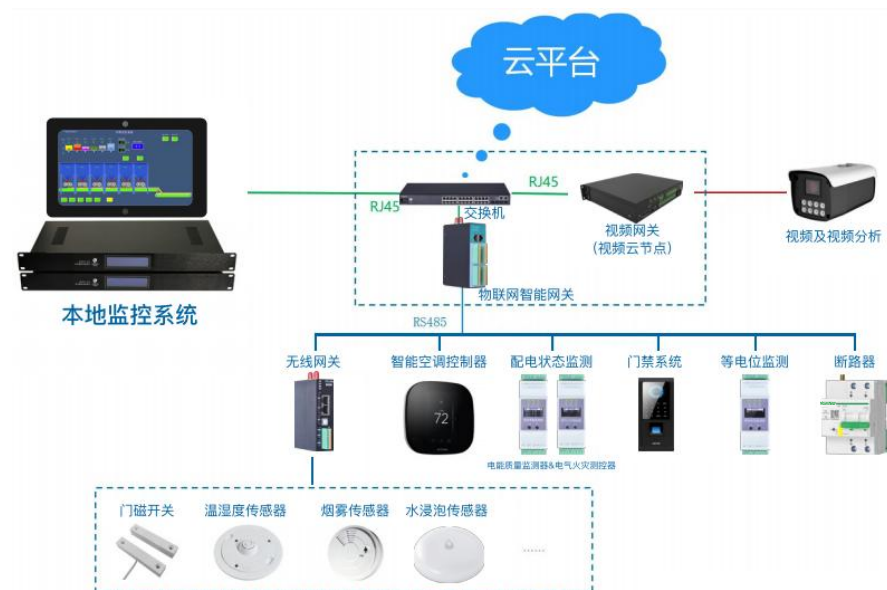 云平台
RJ45
RJ45
交换机
视频网关
（视频云节点）
视频及视频分析
物联网智能网关
本地监控系统
RS485
无线网关
智能空调控制器
配电状态监测
门禁系统
等电位监测
断路器
72
电能质量监测器&电气火灾测控器
门磁开关
温湿度传感器
烟雾传感器
水浸泡传感器
......